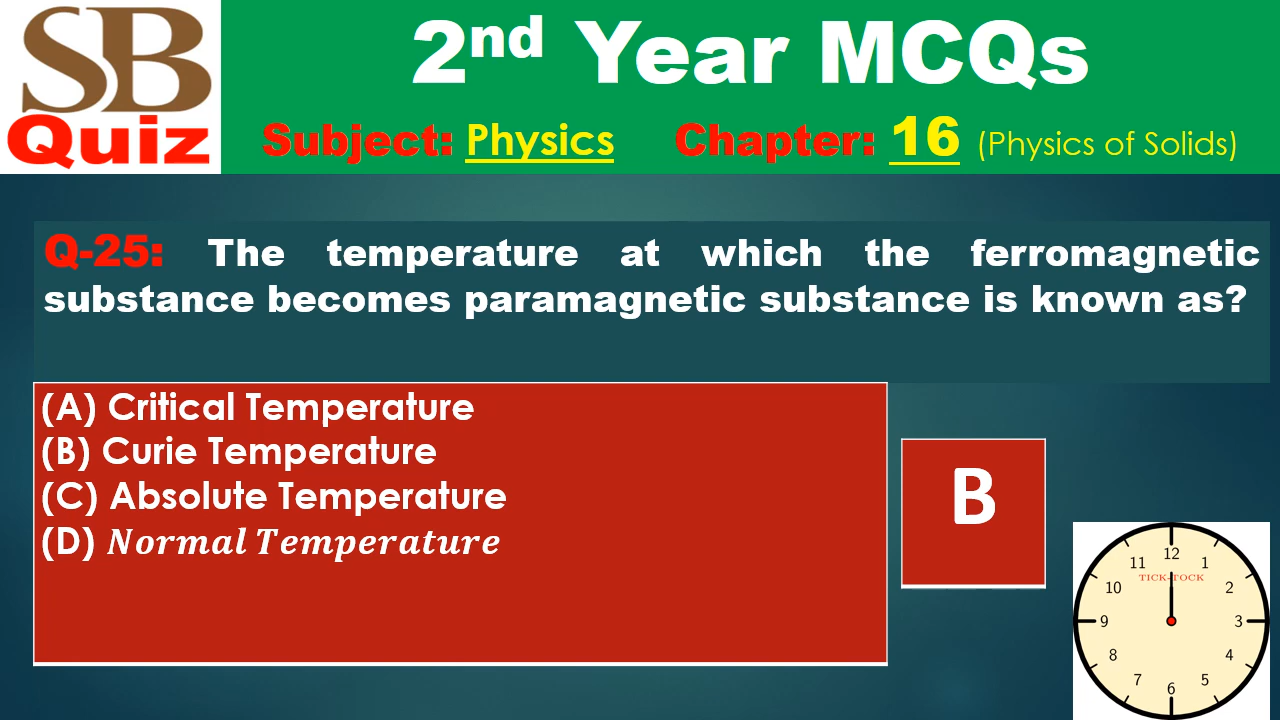 SB
Quiz
2nd Year MCQs
Subject: Physics Chapter: 16 (Physics of Solids)
Q-25: The temperature at which the ferromagnetic
substance becomes paramagnetic substance is known as?
(A) Critical Temperature
(B) Curie Temperature
(C) Absolute Temperature
(D) Normal Temperature
B
12
11 1
TICK-TOCK
10 2
9 3
8 4
7 5
6